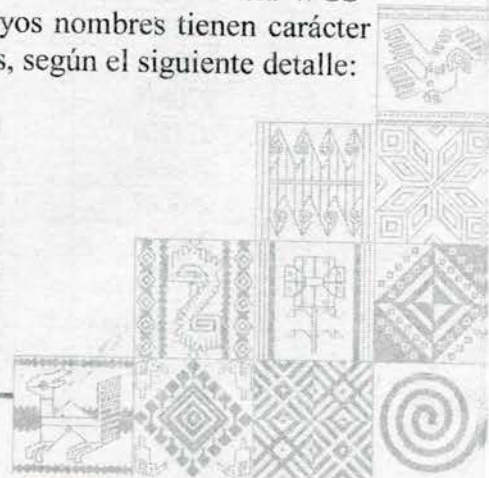 yos nombres tienen carácter
s, según el siguiente detalle: